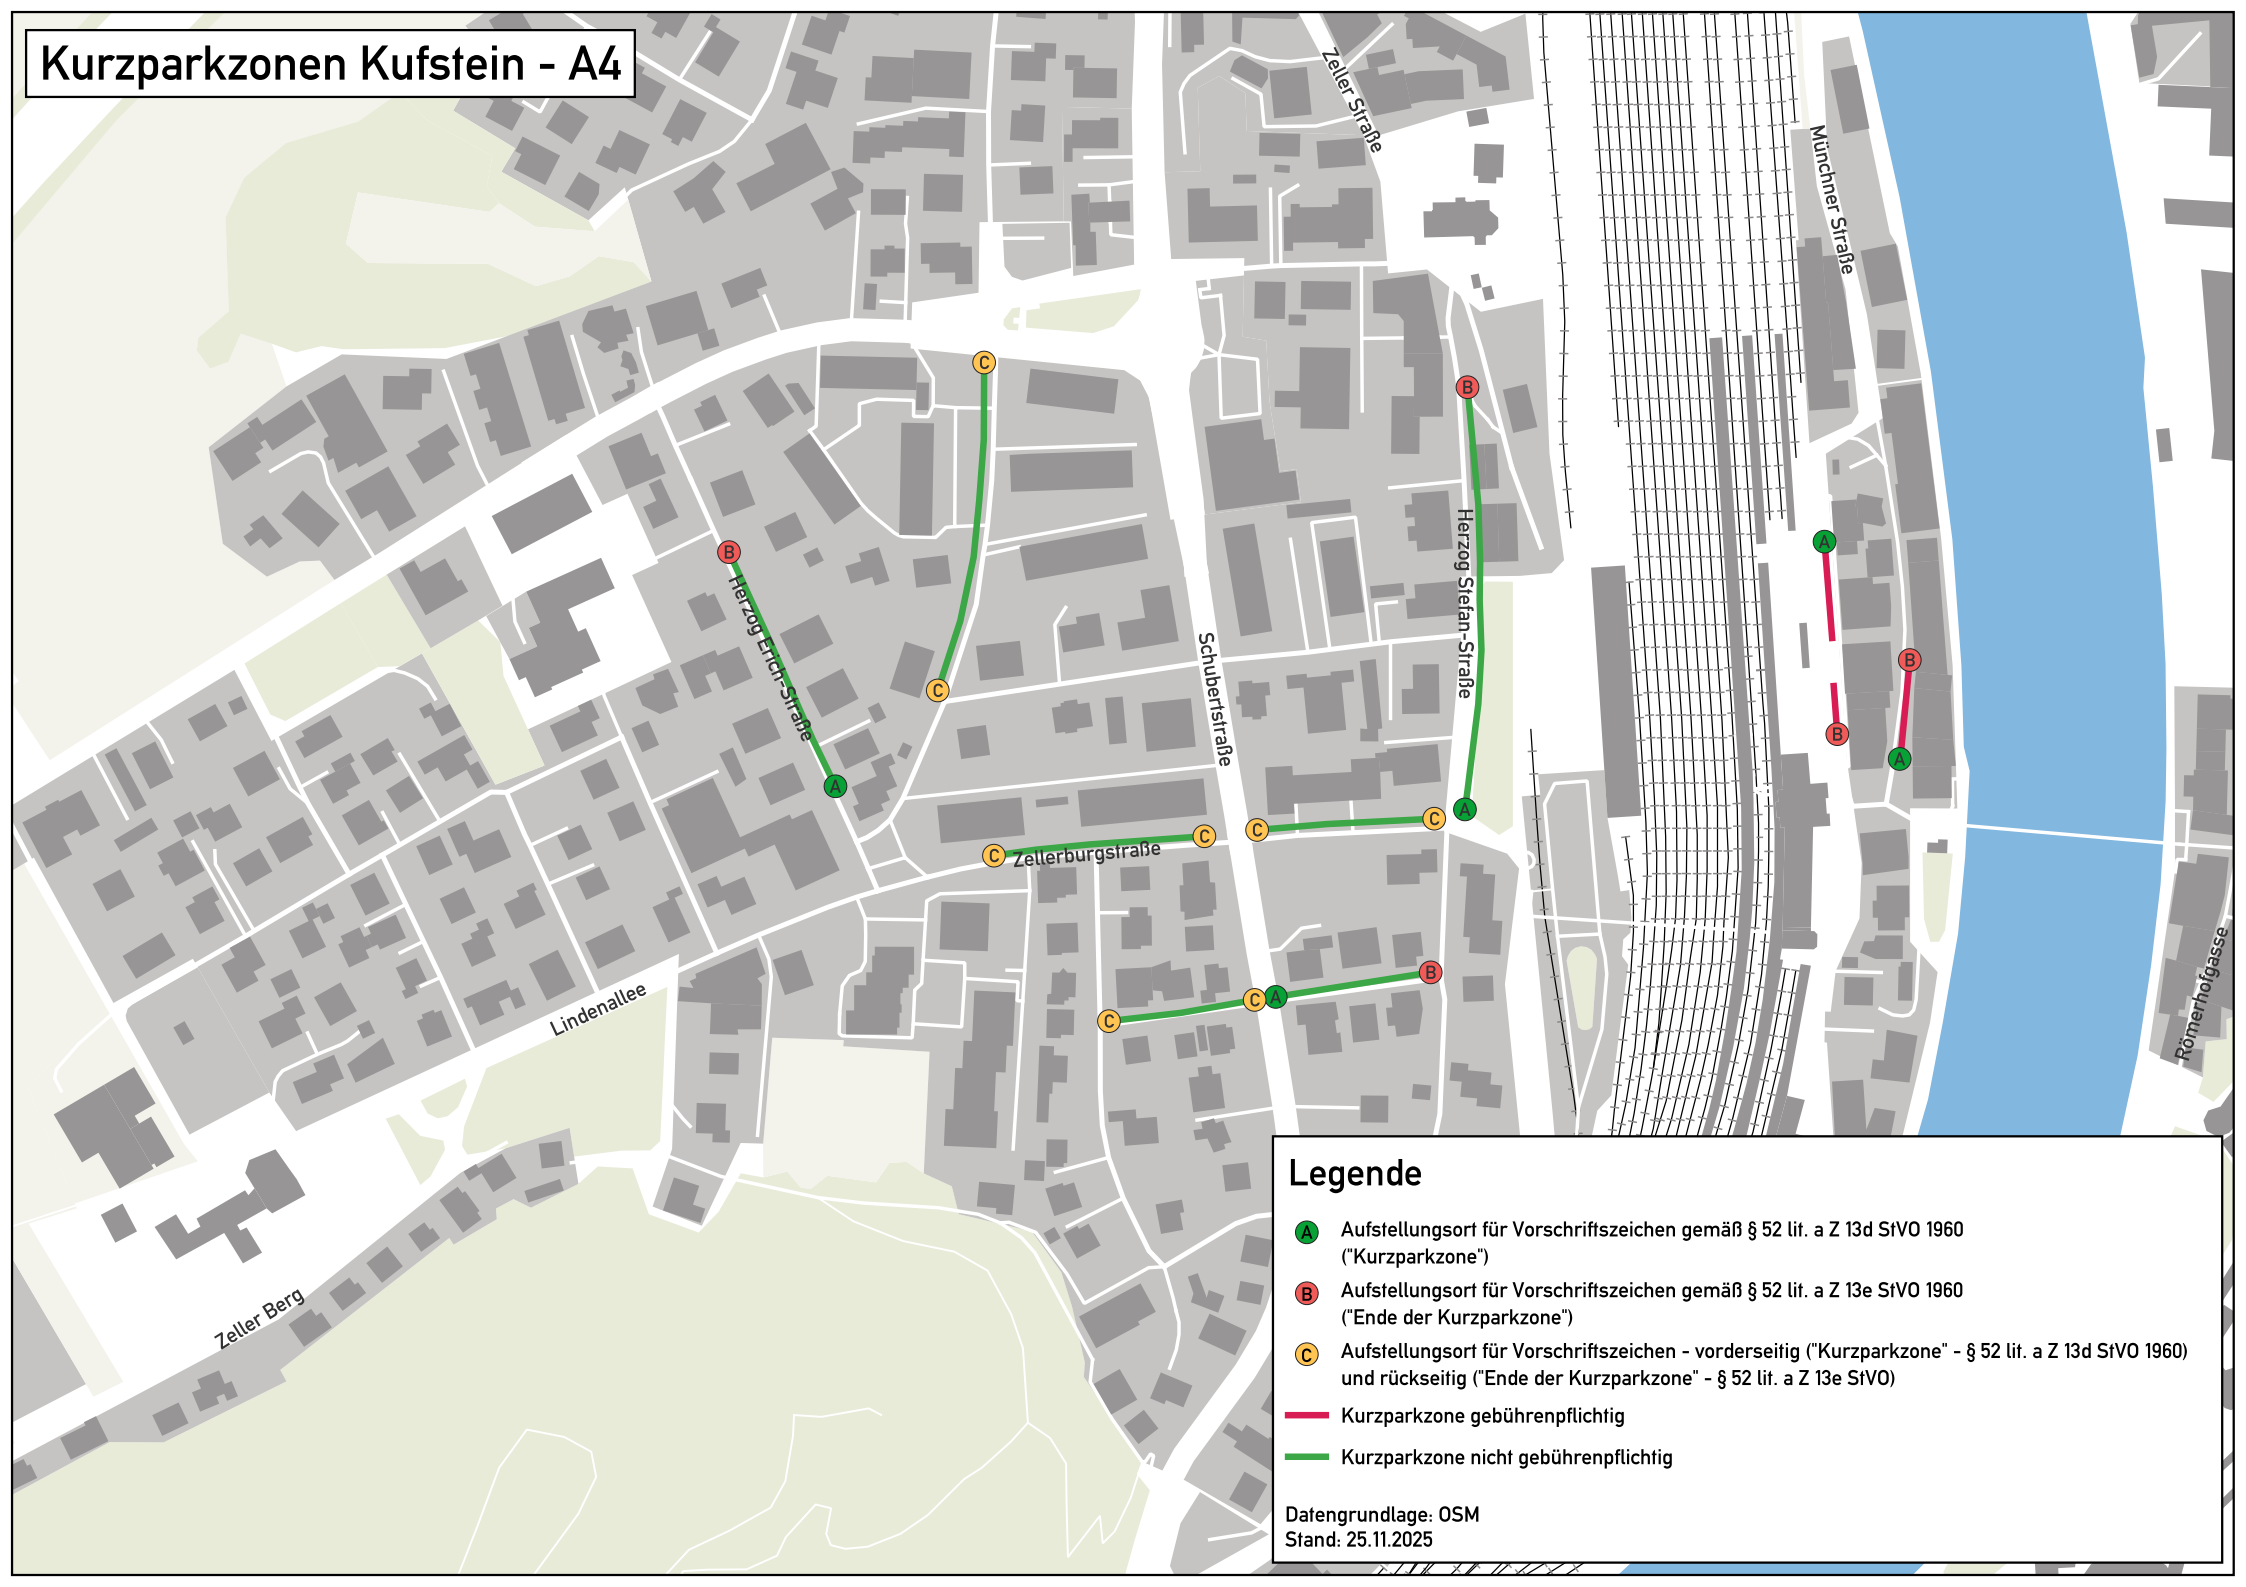 Kurzparkzonen Kufstein - A4
Zeller Straße
Münchner Straße
C
B
Herzog Stefan-Straße
A
B
Herzog Erich-Straße
B
C
Schubertstraße
B
A
A
A
C
C
C
C
Zellerburgstraße
Römerhofgasse
B
Lindenallee
C
A
C
Zeller Berg
Legende
A Aufstellungsort für Vorschriftszeichen gemäß § 52 lit. a Z 13d StVO 1960
("Kurzparkzone")
B Aufstellungsort für Vorschriftszeichen gemäß § 52 lit. a Z 13e StVO 1960
("Ende der Kurzparkzone")
C Aufstellungsort für Vorschriftszeichen - vorderseitig ("Kurzparkzone" - § 52 lit. a Z 13d StVO 1960)
und rückseitig ("Ende der Kurzparkzone" - § 52 lit. a Z 13e StVO)
Kurzparkzone gebührenpflichtig
Kurzparkzone nicht gebührenpflichtig
Datengrundlage: OSM
Stand: 25.11.2025